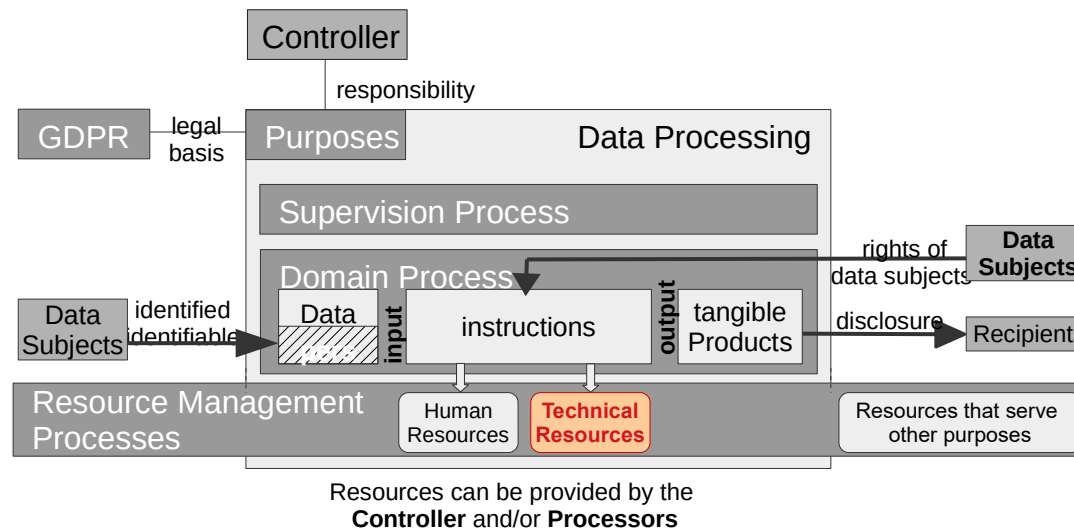 Controller
responsibility
GDPR
legal
basis
Purposes
Data Processing
Supervision Process
Domain Process
rights of
data subjects
Data
Subjects
Data
Subjects
identified
identifiable
Data
pers
input
instructions
output
tangible
Products
disclosure
Recipient
Resource Management
Processes
Human
Resources
Technical
Resources
Resources that serve
other purposes
Resources can be provided by the
Controller and/or Processors